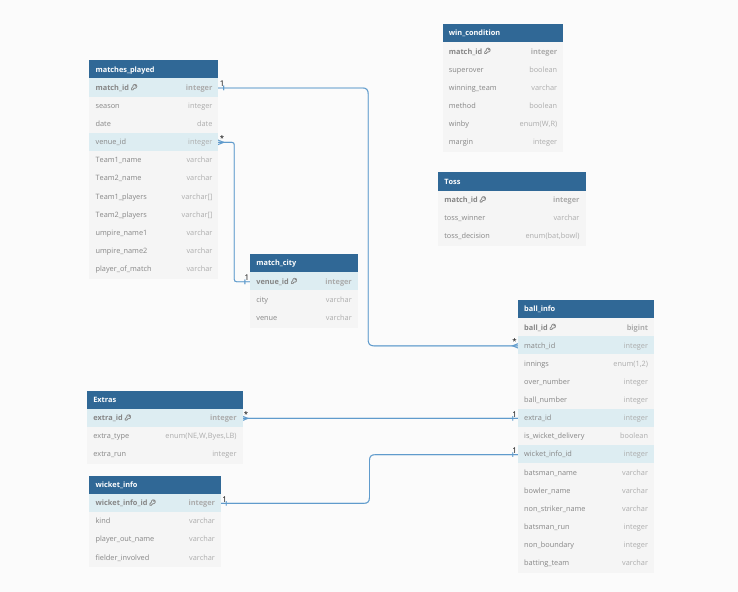 matches_played
match_id integer
season integer
date date
venue_id integer
Team1_name varchar
Team2_name varchar
Team1_players varchar[]
Team2_players varchar[]
umpire_name1 varchar
umpire_name2 varchar
player_of_match varchar
1
*
win_condition
match_id integer
superover boolean
winning_team varchar
method boolean
winby enum(W,R)
margin integer
Toss
match_id integer
toss_winner varchar
toss_decision enum(bat,bowl)
match_city
1
venue_id integer
city varchar
venue varchar
ball_info
ball_id bigint
*
match_id integer
innings enum(1,2)
over_number integer
ball_number integer
1
extra_id integer
is_wicket_delivery boolean
1
wicket_info_id integer
batsman_name varchar
bowler_name varchar
non_striker_name varchar
batsman_run integer
non_boundary integer
batting_team varchar
Extras
extra_id integer
*
extra_type enum(NE,W,Byes,LB)
extra_run integer
wicket_info
wicket_info_id integer
1
kind varchar
player_out_name varchar
fielder_involved varchar